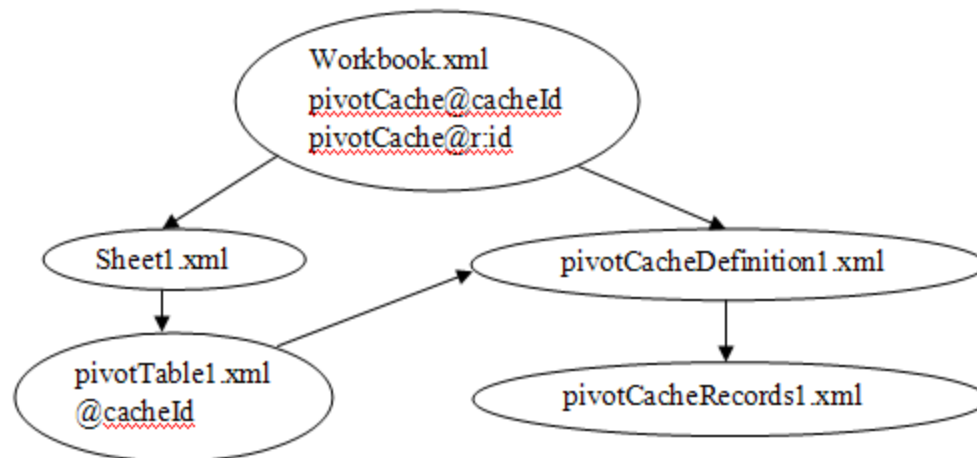 Workbook.xml
pivotCache@cacheId
pivotCache@r:id
Sheet1.xml
pivotCacheDefinition1.xml
pivotTable1.xml
@cacheId
pivotCacheRecords1.xml